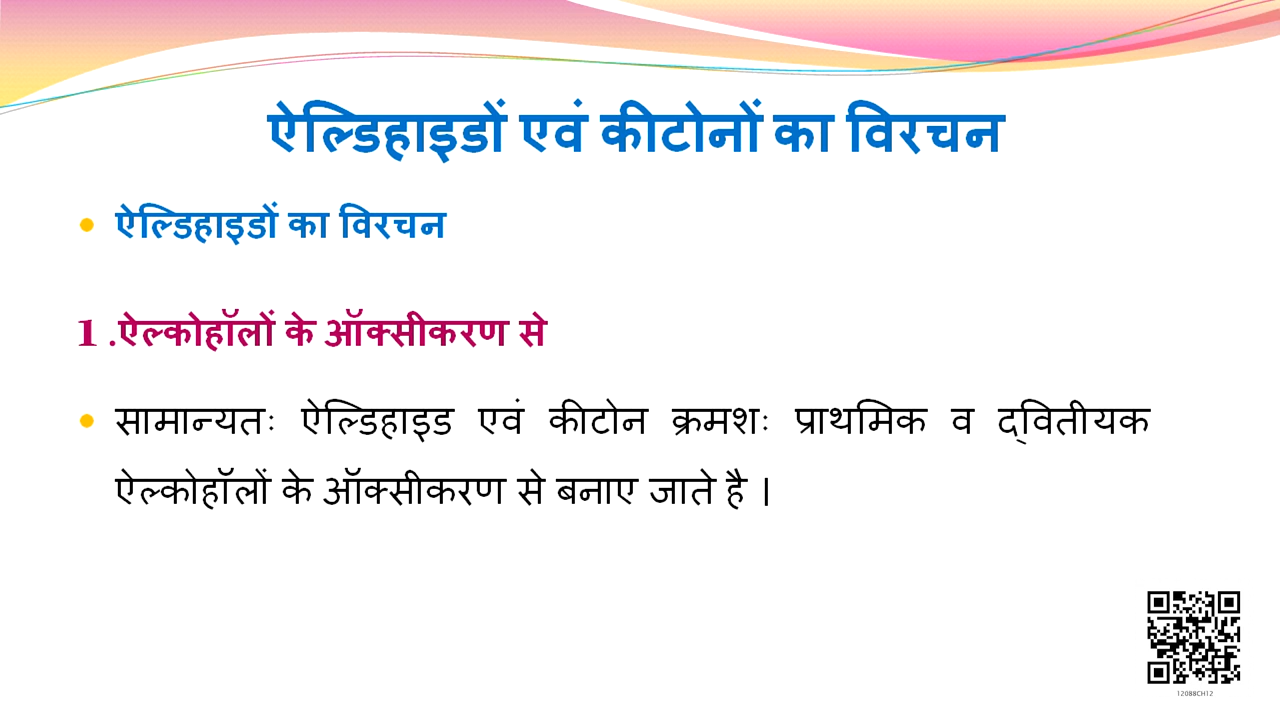 ऐल्डिहाइडों एवं कीटोनों का विरचन
ऐल्डिहाइडों का विरचन
1 .ऐल्कोहॉलों के ऑक्सीकरण से
सामान्यतः ऐल्डिहाइड एवं कीटोन क्रमशः प्राथमिक व द्वितीयक
ऐल्कोहॉलों के ऑक्सीकरण से बनाए जाते है ।
12088CH12